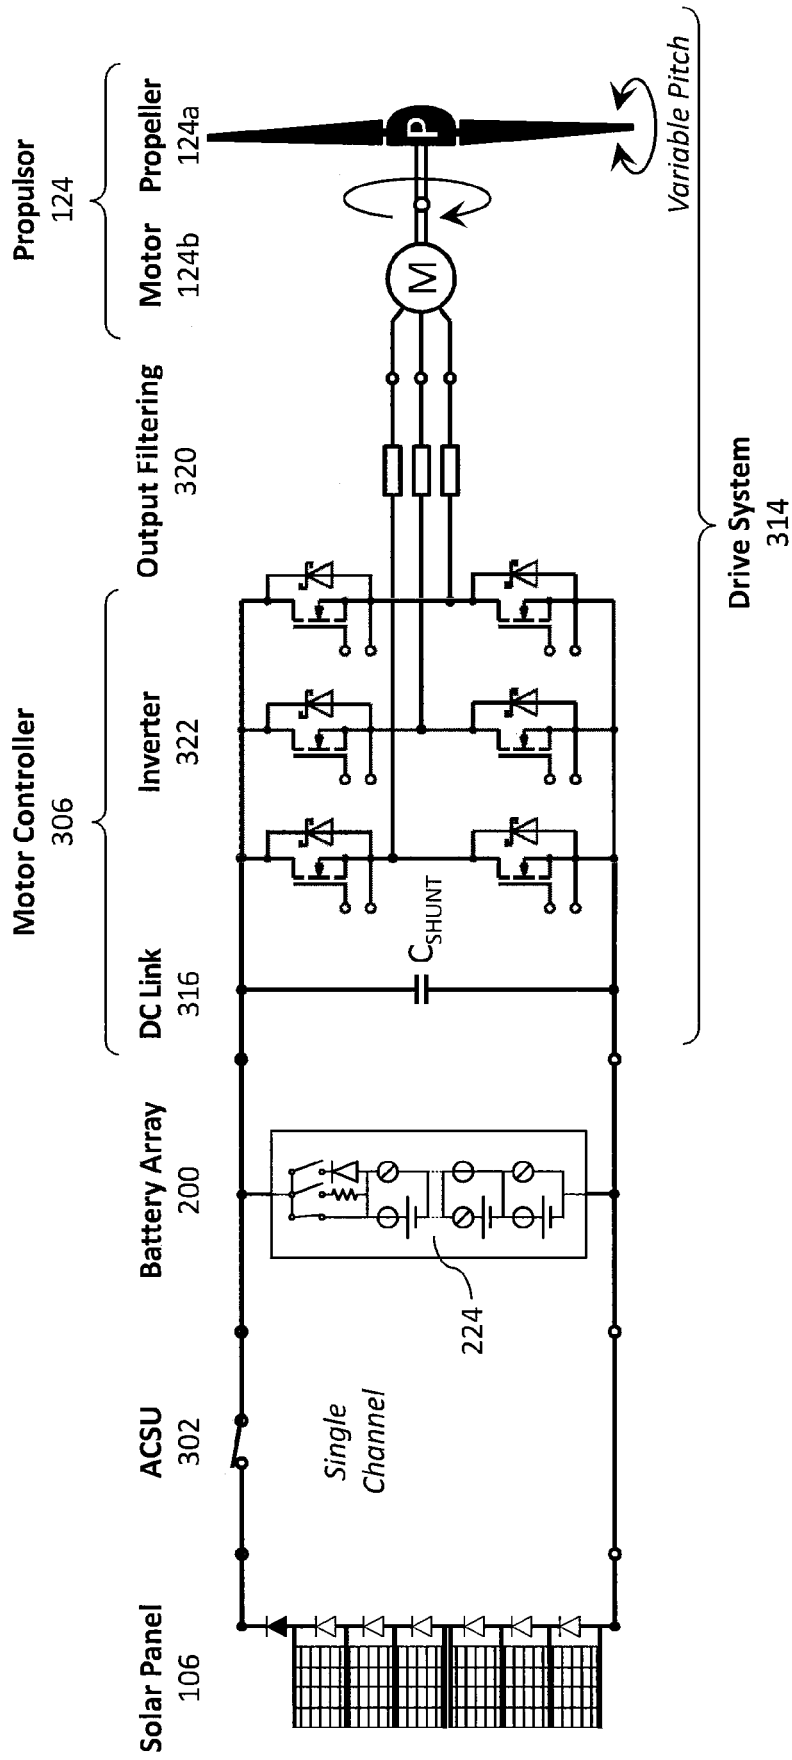 Propulsor
124
Motor Controller
306
Solar Panel
106
ACSU
302
Battery Array
200
DC Link
316
Inverter
322
Output Filtering
320
Motor
124b
Propeller
124a
P
M
C_SHUNT
Single
Channel
224
Variable Pitch
Drive System
314